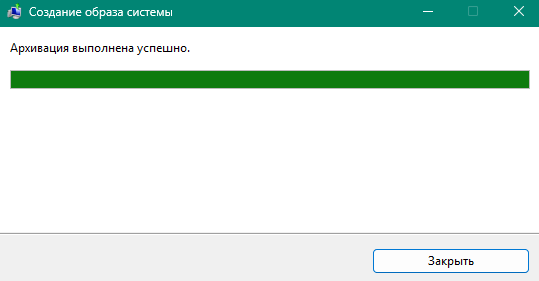 Создание образа системы
Архивация выполнена успешно.
Закрыть